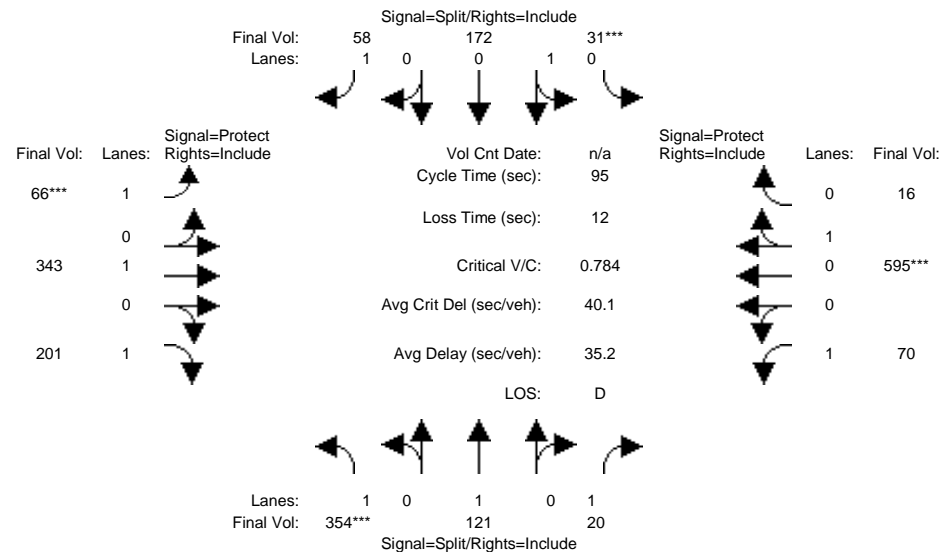 Signal=Split/Rights=Include
Final Vol: 58 172 31***
Lanes: 1 0 0 1 0
Signal=Protect
Final Vol: Lanes: Rights=Include
Vol Cnt Date: n/a
Signal=Protect
Rights=Include Lanes: Final Vol:
Cycle Time (sec): 95
66*** 1
0 16
Loss Time (sec): 12
0
1
343 1
Critical V/C: 0.784
0 595***
0
Avg Crit Del (sec/veh): 40.1
0
201 1
Avg Delay (sec/veh): 35.2
1 70
LOS: D
Lanes: 1 0 1 0 1
Final Vol: 354*** 121 20
Signal=Split/Rights=Include